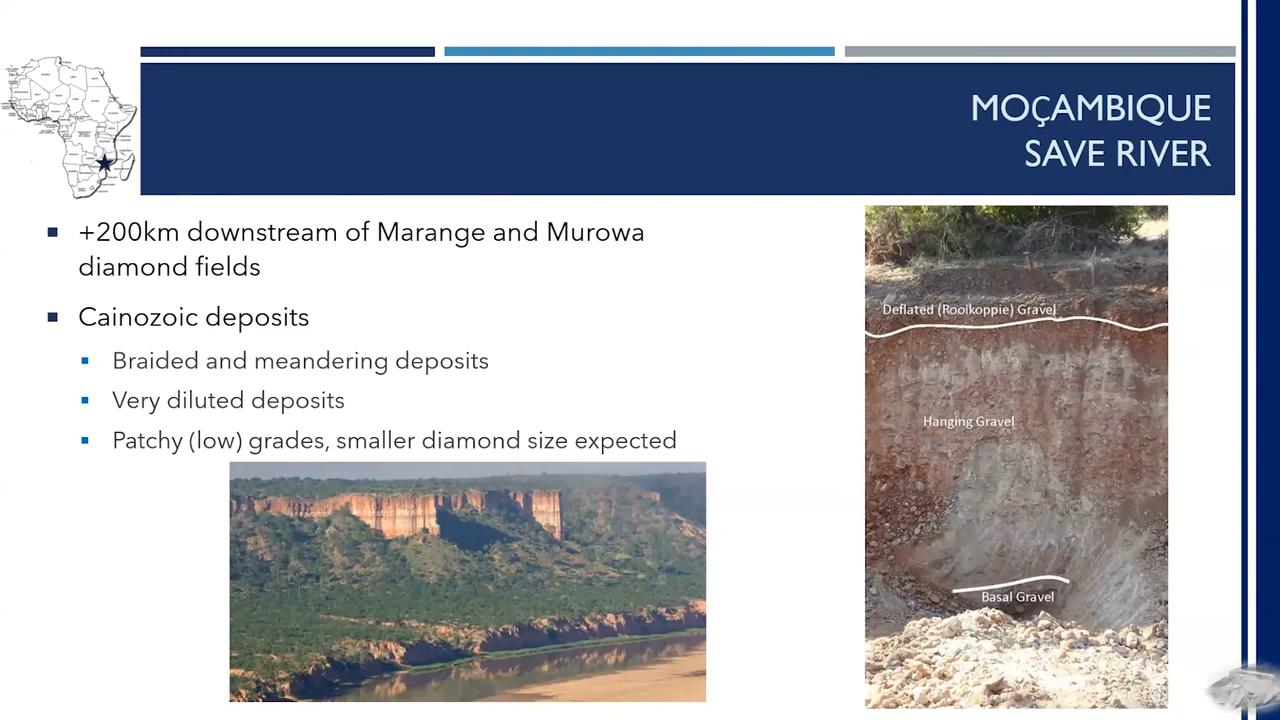 MOÇAMBIQUE
SAVE RIVER
+200km downstream of Marange and Murowa
diamond fields
Cainozoic deposits
Braided and meandering deposits
Very diluted deposits
Patchy (low) grades, smaller diamond size expected
Deflated (Rooikoppie) Gravel
Hanging Gravel
Basal Gravel